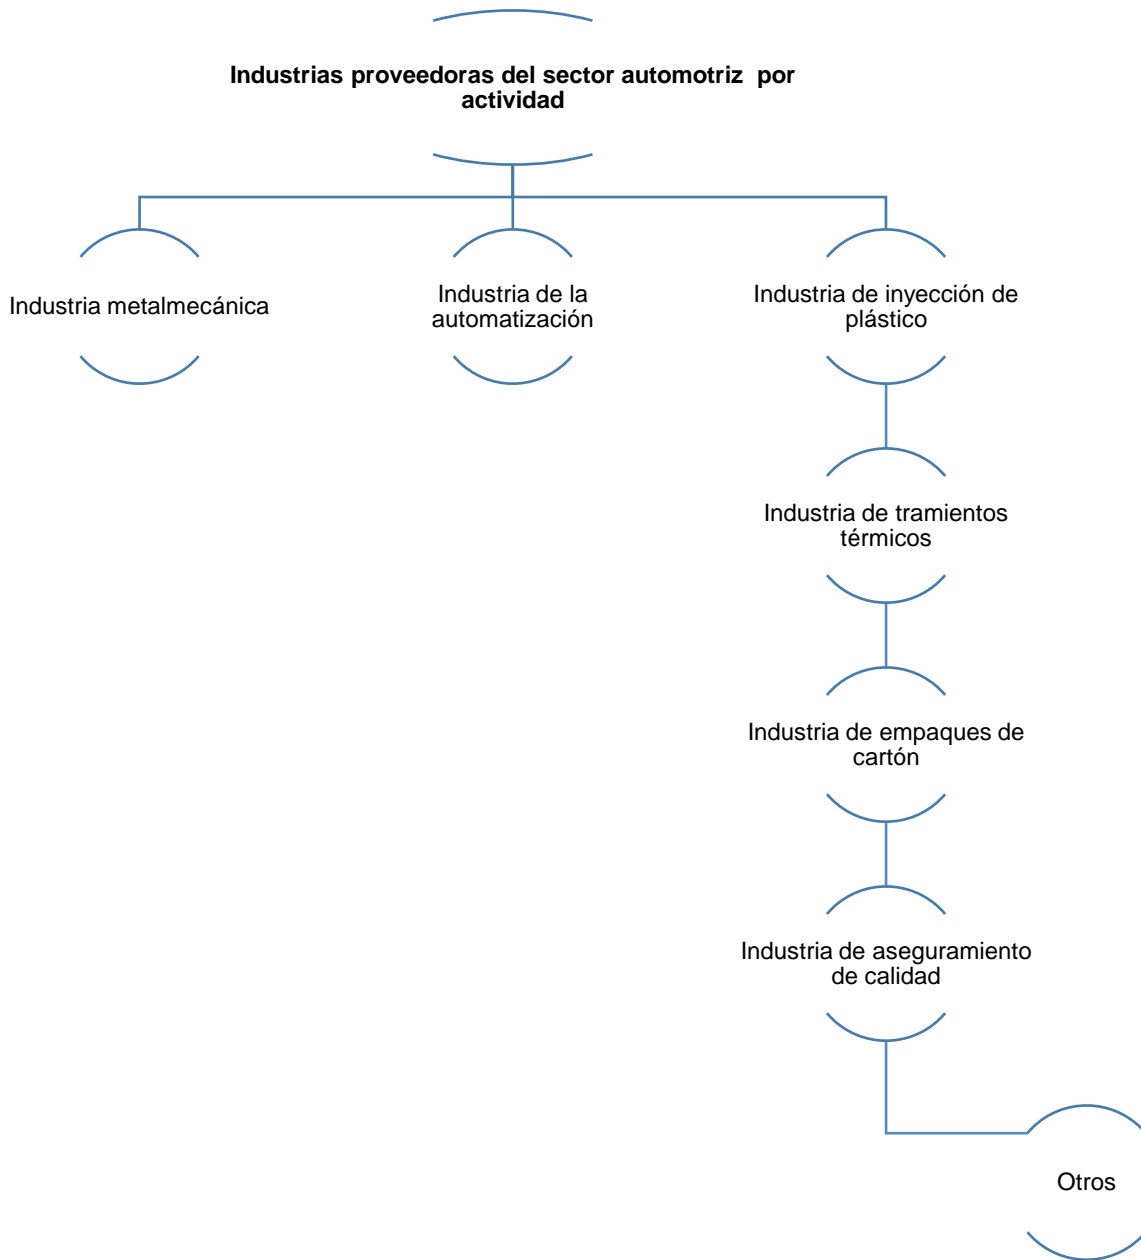 Industrias proveedoras del sector automotriz por
actividad
Industria metalmecánica
Industria de la
automatización
Industria de inyección de
plástico
Industria de tramientos
térmicos
Industria de empaques de
cartón
Industria de aseguramiento
de calidad
Otros